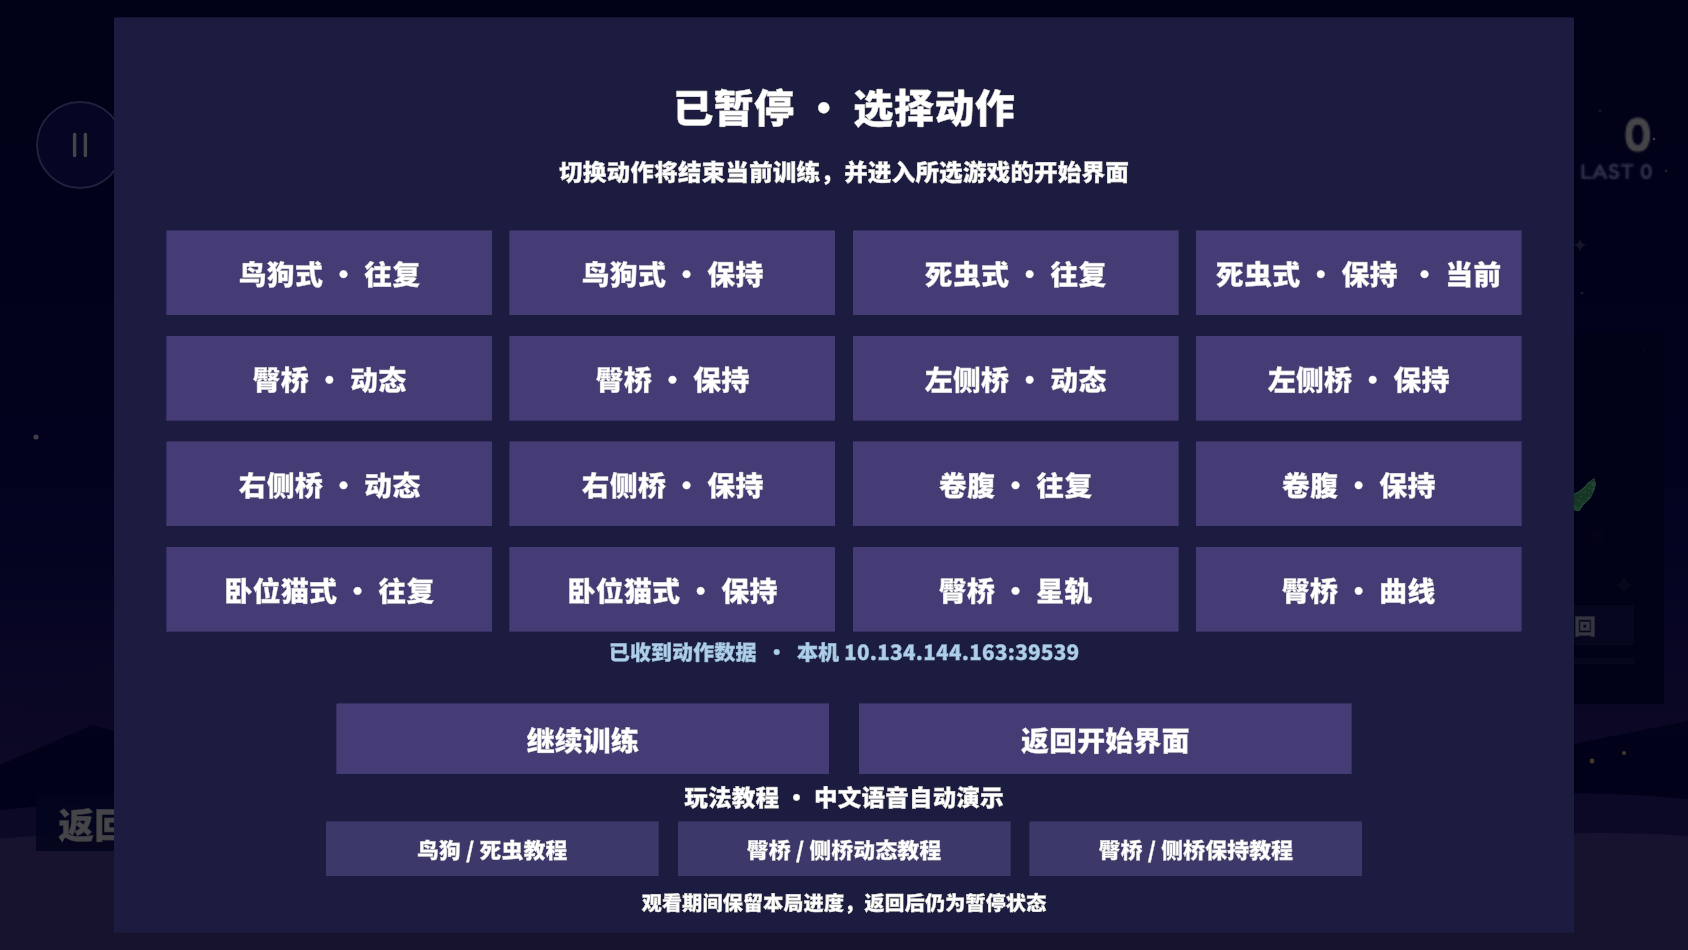 已暂停 · 选择动作
切换动作将结束当前训练，并进入所选游戏的开始界面
0
LAST 0
鸟狗式 · 往复
鸟狗式 · 保持
死虫式 · 往复
死虫式 · 保持 · 当前
臀桥 · 动态
臀桥 · 保持
左侧桥 · 动态
左侧桥 · 保持
右侧桥 · 动态
右侧桥 · 保持
卷腹 · 往复
卷腹 · 保持
卧位猫式 · 往复
卧位猫式 · 保持
臀桥 · 星轨
臀桥 · 曲线
回
已收到动作数据 · 本机 10.134.144.163:39539
继续训练
返回开始界面
玩法教程 · 中文语音自动演示
返回
鸟狗 / 死虫教程
臀桥 / 侧桥动态教程
臀桥 / 侧桥保持教程
观看期间保留本局进度，返回后仍为暂停状态